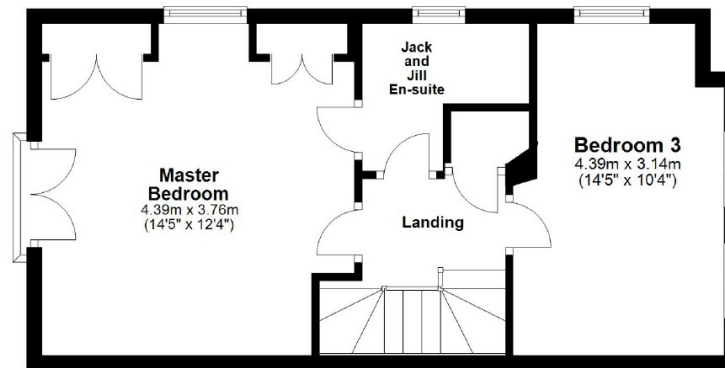 Master
Bedroom
4.39m x 3.76m
(14'5" x 12'4")
Jack
and
Jill
En-suite
Landing
Bedroom 3
4.39m x 3.14m
(14'5" x 10'4")